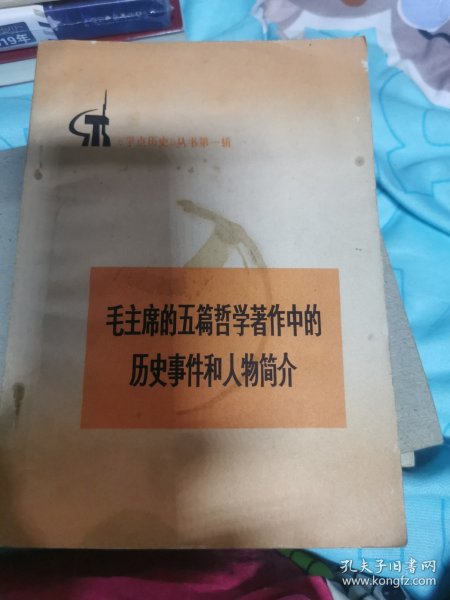 2019年
《学点历史》丛书第一辑
毛主席的五篇哲学著作中的
历史事件和人物简介
孔夫子旧书网
www.kongfz.com